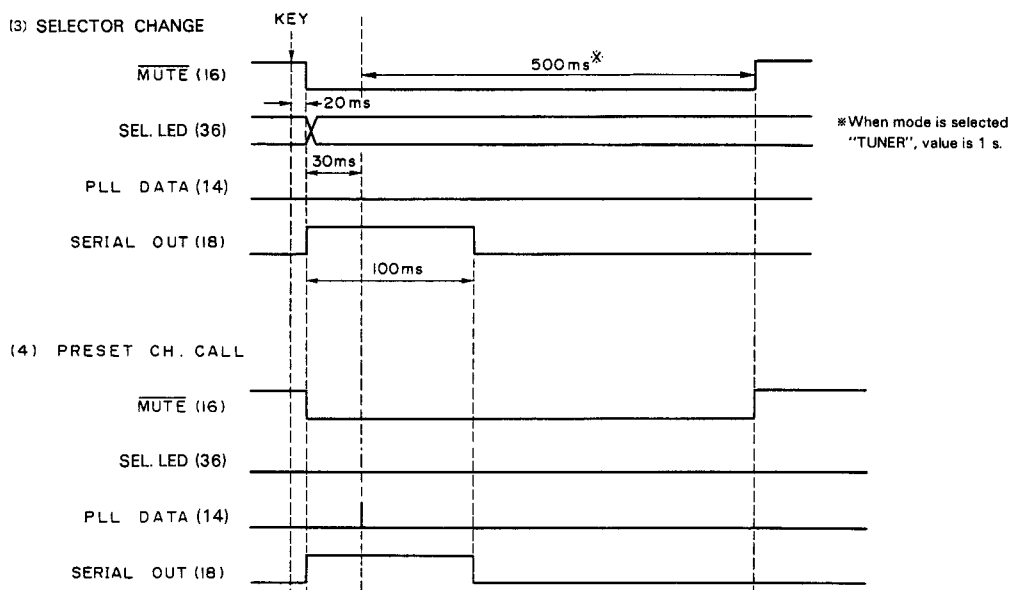 KEY
(3) SELECTOR CHANGE
MUTE (16)
500ms※
20ms
SEL. LED (36)
※When mode is selected
"TUNER", value is 1 s.
30ms
PLL DATA (14)
SERIAL OUT (18)
100ms
(4) PRESET CH. CALL
MUTE (16)
SEL. LED (36)
PLL DATA (14)
SERIAL OUT (18)